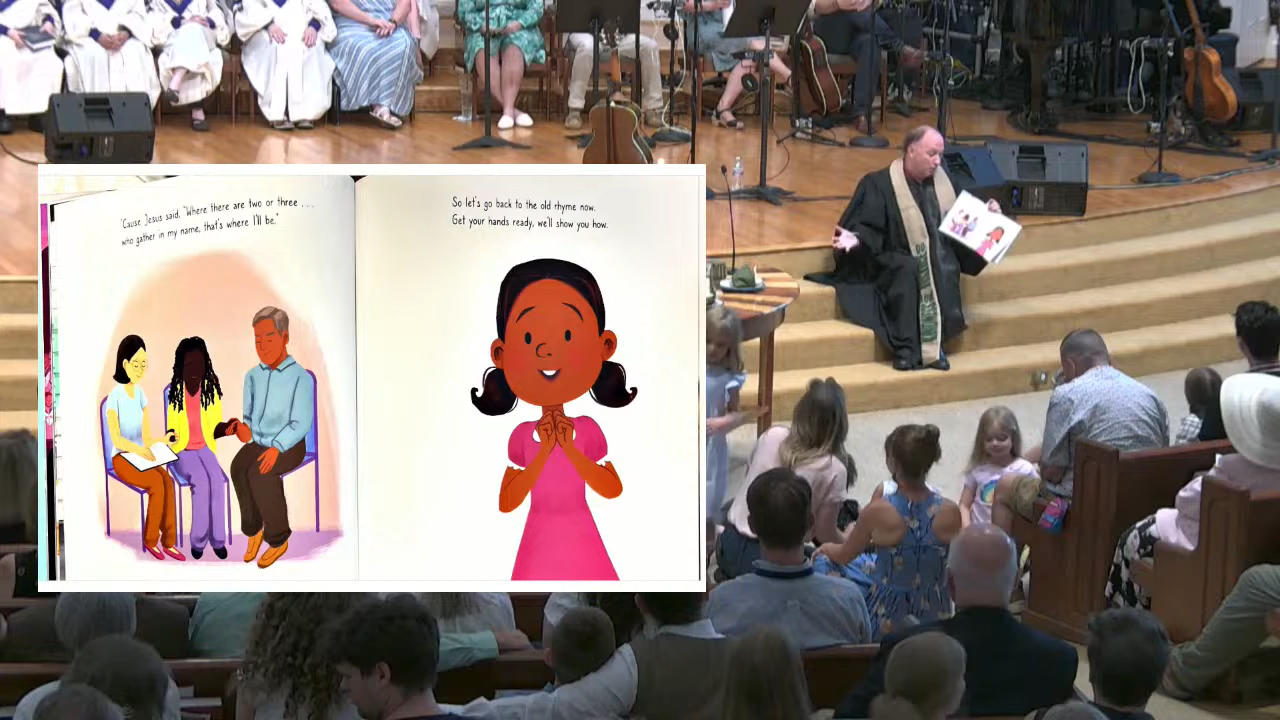 'Cause Jesus said, "Where there are two or three . . .
who gather in my name, that's where I'll be."
So let's go back to the old rhyme now.
Get your hands ready, we'll show you how.